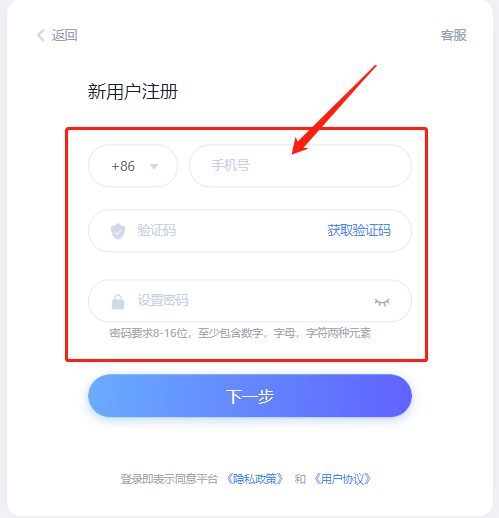 返回 客服
新用户注册
+86 手机号
验证码 获取验证码
设置密码
密码要求8-16位，至少包含数字，字母，字符两种元素
下一步
登录即表示同意平台《隐私政策》 和《用户协议》